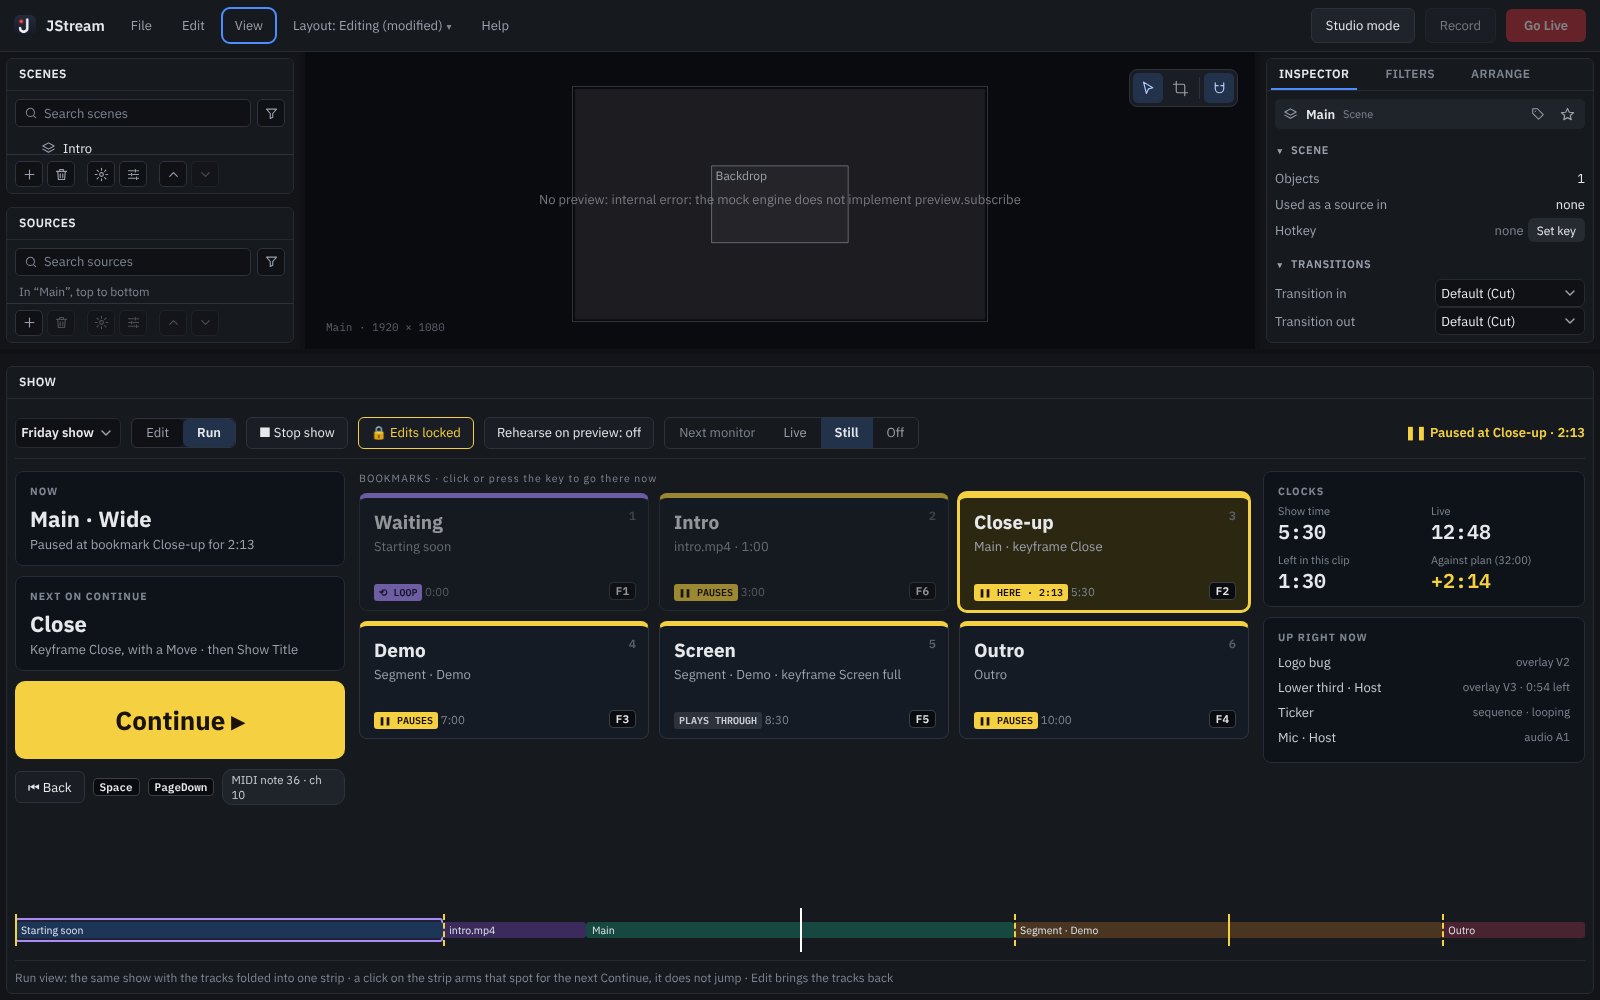 JStream File Edit View Layout: Editing (modified) ▾ Help Studio mode Record Go Live
SCENES
Search scenes
Intro
SOURCES
Search sources
In “Main”, top to bottom
Backdrop
No preview: internal error: the mock engine does not implement preview.subscribe
Main · 1920 × 1080
INSPECTOR FILTERS ARRANGE
Main Scene
▾ SCENE
Objects 1
Used as a source in none
Hotkey none Set key
▾ TRANSITIONS
Transition in Default (Cut)
Transition out Default (Cut)
SHOW
Friday show Edit Run Stop show Edits locked Rehearse on preview: off Next monitor Live Still Off Paused at Close-up · 2:13
NOW
Main · Wide
Paused at bookmark Close-up for 2:13
NEXT ON CONTINUE
Close
Keyframe Close, with a Move · then Show Title
Continue ▸
⏮ Back Space PageDown MIDI note 36 · ch
10
BOOKMARKS · click or press the key to go there now
Waiting 1
Starting soon
⟲ LOOP 0:00 F1
Intro 2
intro.mp4 · 1:00
❚❚ PAUSES 3:00 F6
Close-up 3
Main · keyframe Close
❚❚ HERE · 2:13 5:30 F2
Demo 4
Segment · Demo
❚❚ PAUSES 7:00 F3
Screen 5
Segment · Demo · keyframe Screen full
PLAYS THROUGH 8:30 F5
Outro 6
Outro
❚❚ PAUSES 10:00 F4
CLOCKS
Show time Live
5:30 12:48
Left in this clip Against plan (32:00)
1:30 +2:14
UP RIGHT NOW
Logo bug overlay V2
Lower third · Host overlay V3 · 0:54 left
Ticker sequence · looping
Mic · Host audio A1
Starting soon intro.mp4 Main Segment · Demo Outro
Run view: the same show with the tracks folded into one strip · a click on the strip arms that spot for the next Continue, it does not jump · Edit brings the tracks back